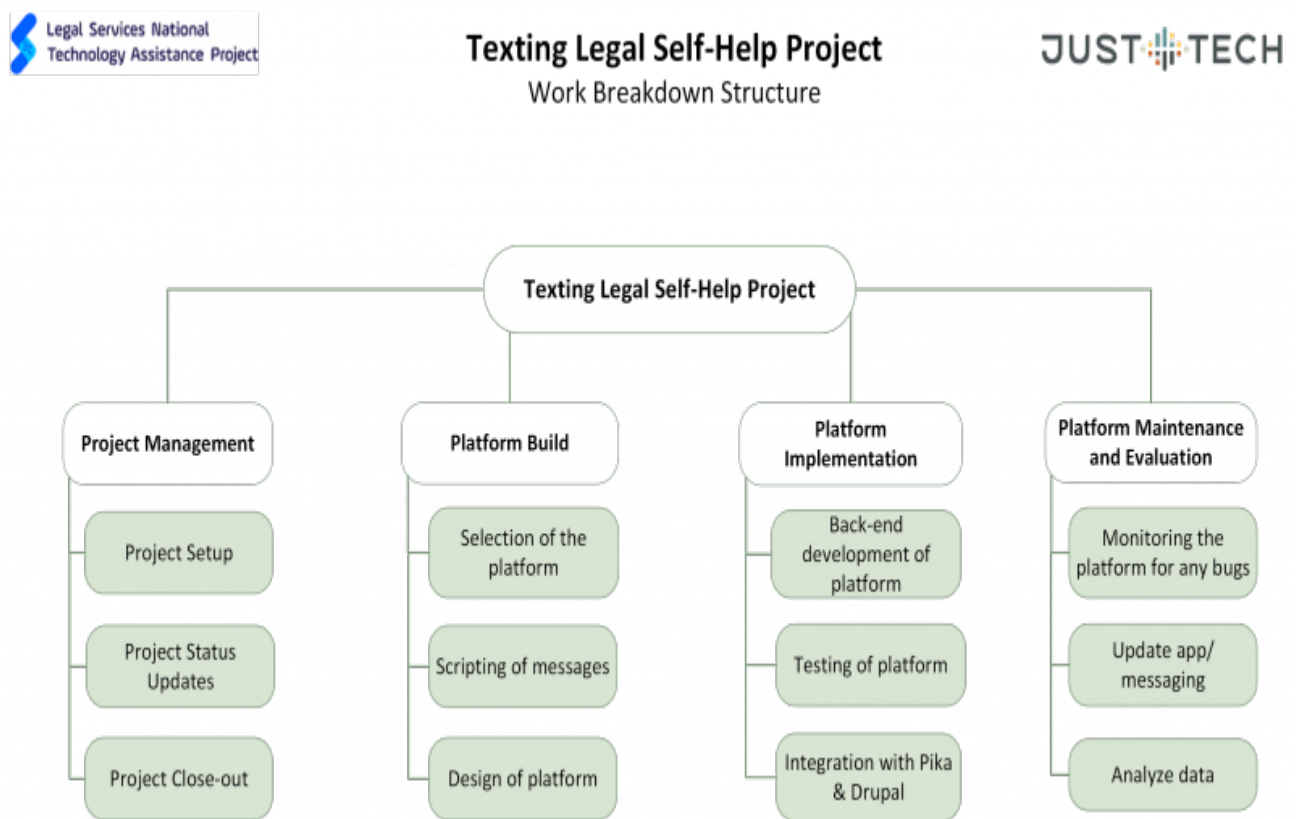 Legal Services National
Technology Assistance Project
Texting Legal Self-Help Project
Work Breakdown Structure
JUST TECH
Texting Legal Self-Help Project
Project Management
Project Setup
Project Status
Updates
Project Close-out
Platform Build
Selection of the
platform
Scripting of messages
Design of platform
Platform
Implementation
Back-end
development of
platform
Testing of platform
Integration with Pika
& Drupal
Platform Maintenance
and Evaluation
Monitoring the
platform for any bugs
Update app/
messaging
Analyze data